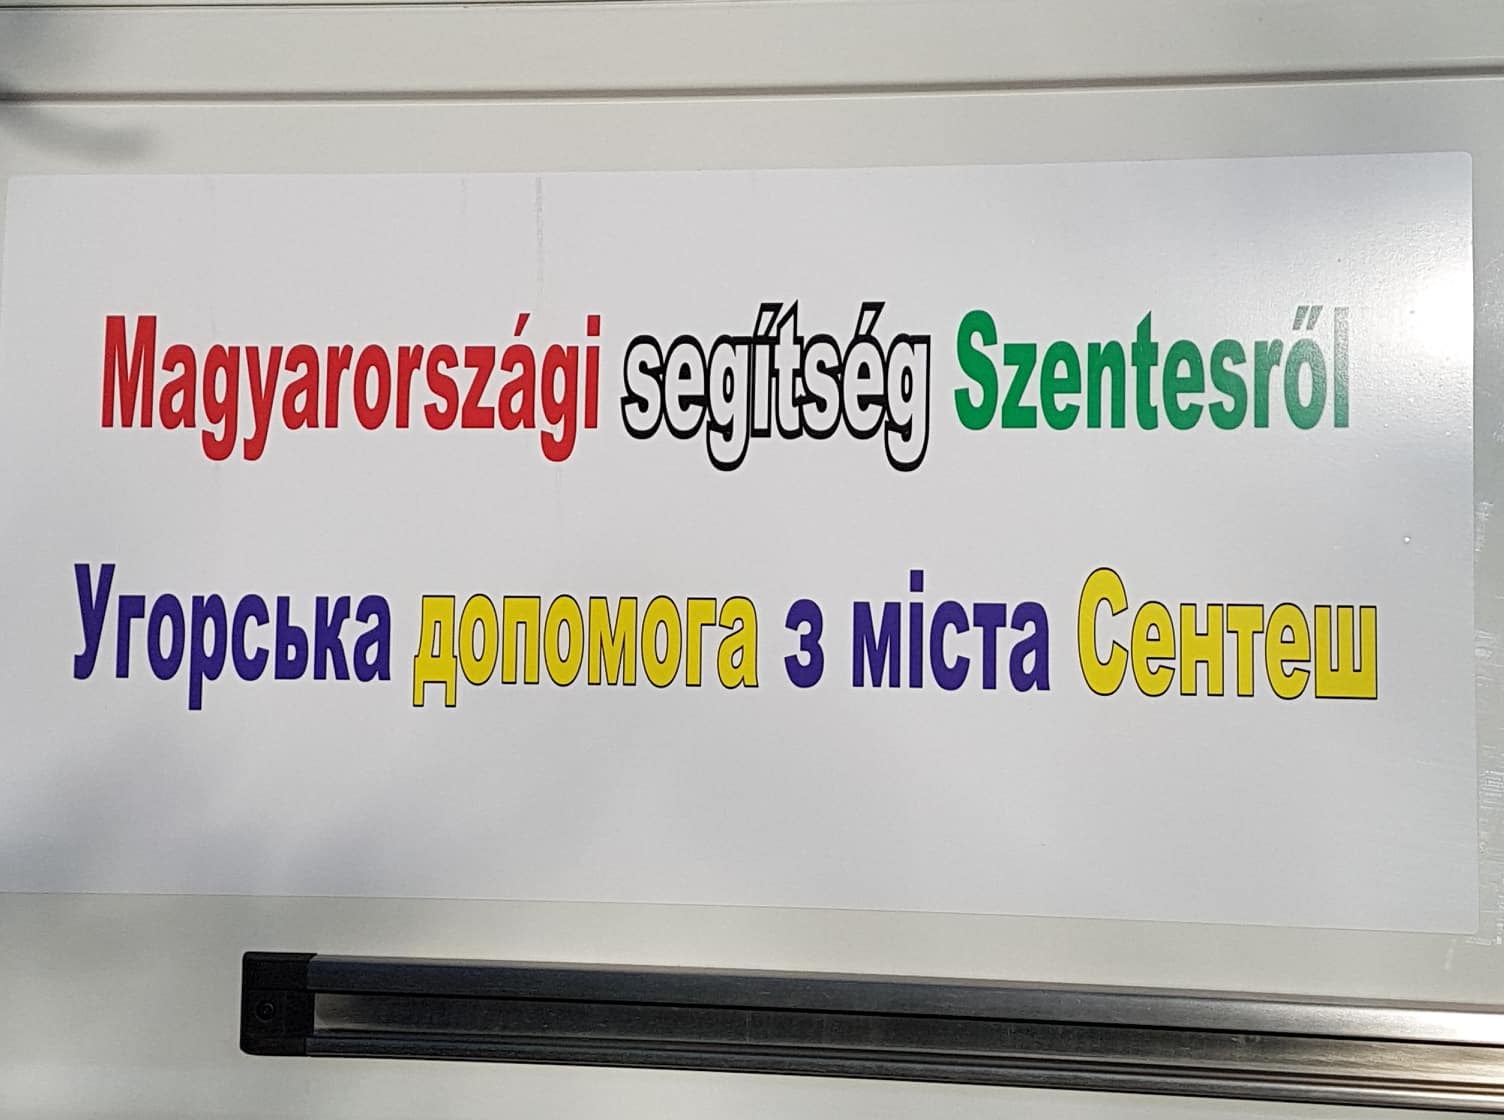 Magyarországi segítség Szentesről
Угорська допомога з міста Сентеш